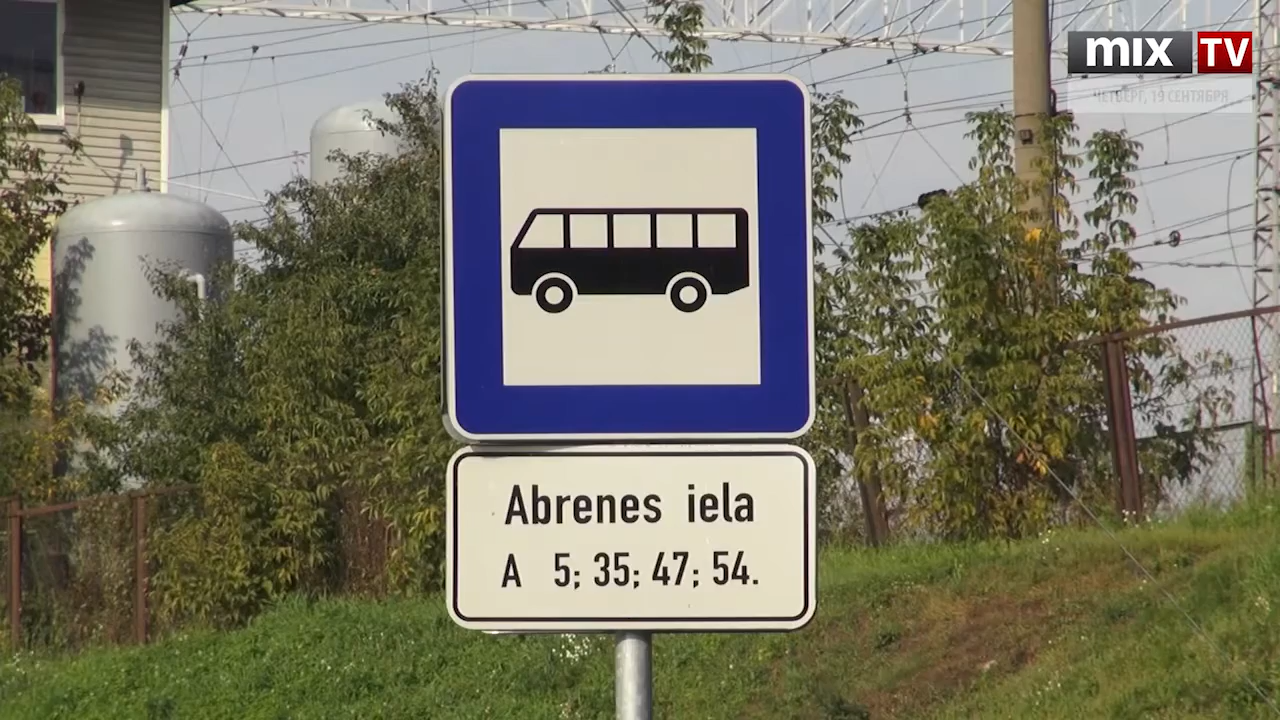 mix TV
ЧЕТВЕРГ, 19 СЕНТЯБРЯ
Abrenes iela
A 5; 35; 47; 54.